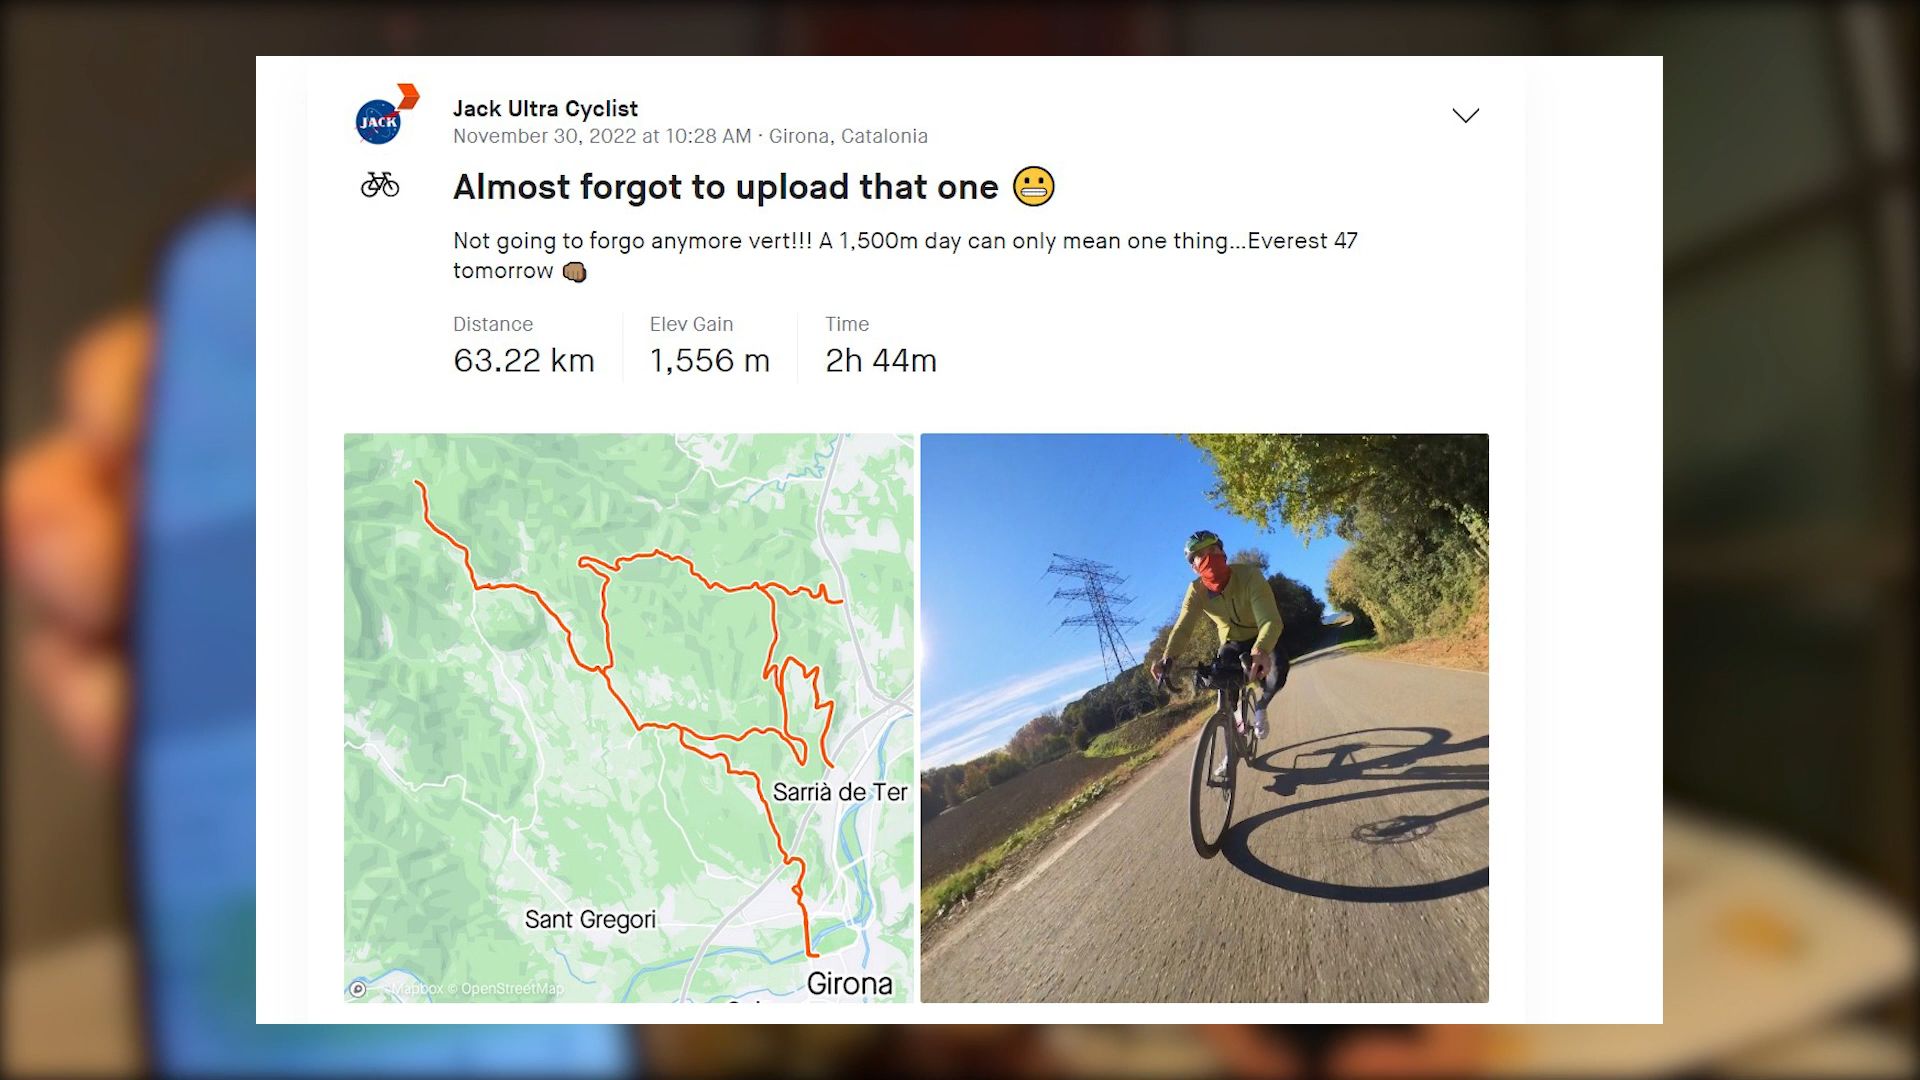 JACK
Jack Ultra Cyclist
November 30, 2022 at 10:28 AM · Girona, Catalonia
Almost forgot to upload that one 😬
Not going to forgo anymore vert!!! A 1,500m day can only mean one thing...Everest 47
tomorrow 👊🏽
Distance
Elev Gain
Time
63.22 km
1,556 m
2h 44m
Sarrià de Ter
Sant Gregori
Girona
Mapbox © OpenStreetMap